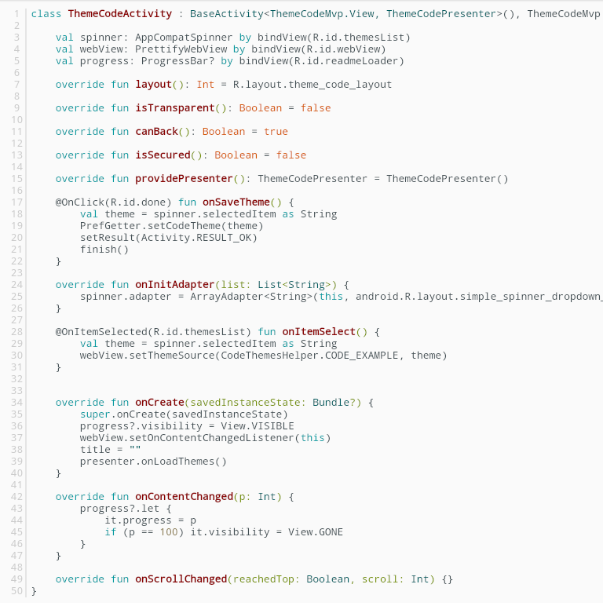 1 class ThemeCodeActivity : BaseActivity<ThemeCodeMvp.View, ThemeCodePresenter>(), ThemeCodeMvp
2
3 val spinner: AppCompatSpinner by bindView(R.id.themesList)
4 val webView: PrettifyWebView by bindView(R.id.webView)
5 val progress: ProgressBar? by bindView(R.id.readmeLoader)
6
7 override fun layout(): Int = R.layout.theme_code_layout
8
9 override fun isTransparent(): Boolean = false
10
11 override fun canBack(): Boolean = true
12
13 override fun isSecured(): Boolean = false
14
15 override fun providePresenter(): ThemeCodePresenter = ThemeCodePresenter()
16
17 @OnClick(R.id.done) fun onSaveTheme() {
18 val theme = spinner.selectedItem as String
19 PrefGetter.setCodeTheme(theme)
20 setResult(Activity.RESULT_OK)
21 finish()
22 }
23
24 override fun onInitAdapter(list: List<String>) {
25 spinner.adapter = ArrayAdapter<String>(this, android.R.layout.simple_spinner_dropdown_
26 }
27
28 @OnItemSelected(R.id.themesList) fun onItemSelect() {
29 val theme = spinner.selectedItem as String
30 webView.setThemeSource(CodeThemesHelper.CODE_EXAMPLE, theme)
31 }
32
33
34 override fun onCreate(savedInstanceState: Bundle?) {
35 super.onCreate(savedInstanceState)
36 progress?.visibility = View.VISIBLE
37 webView.setOnContentChangedListener(this)
38 title = ""
39 presenter.onLoadThemes()
40 }
41
42 override fun onContentChanged(p: Int) {
43 progress?.let {
44 it.progress = p
45 if (p == 100) it.visibility = View.GONE
46 }
47 }
48
49 override fun onScrollChanged(reachedTop: Boolean, scroll: Int) {}
50 }